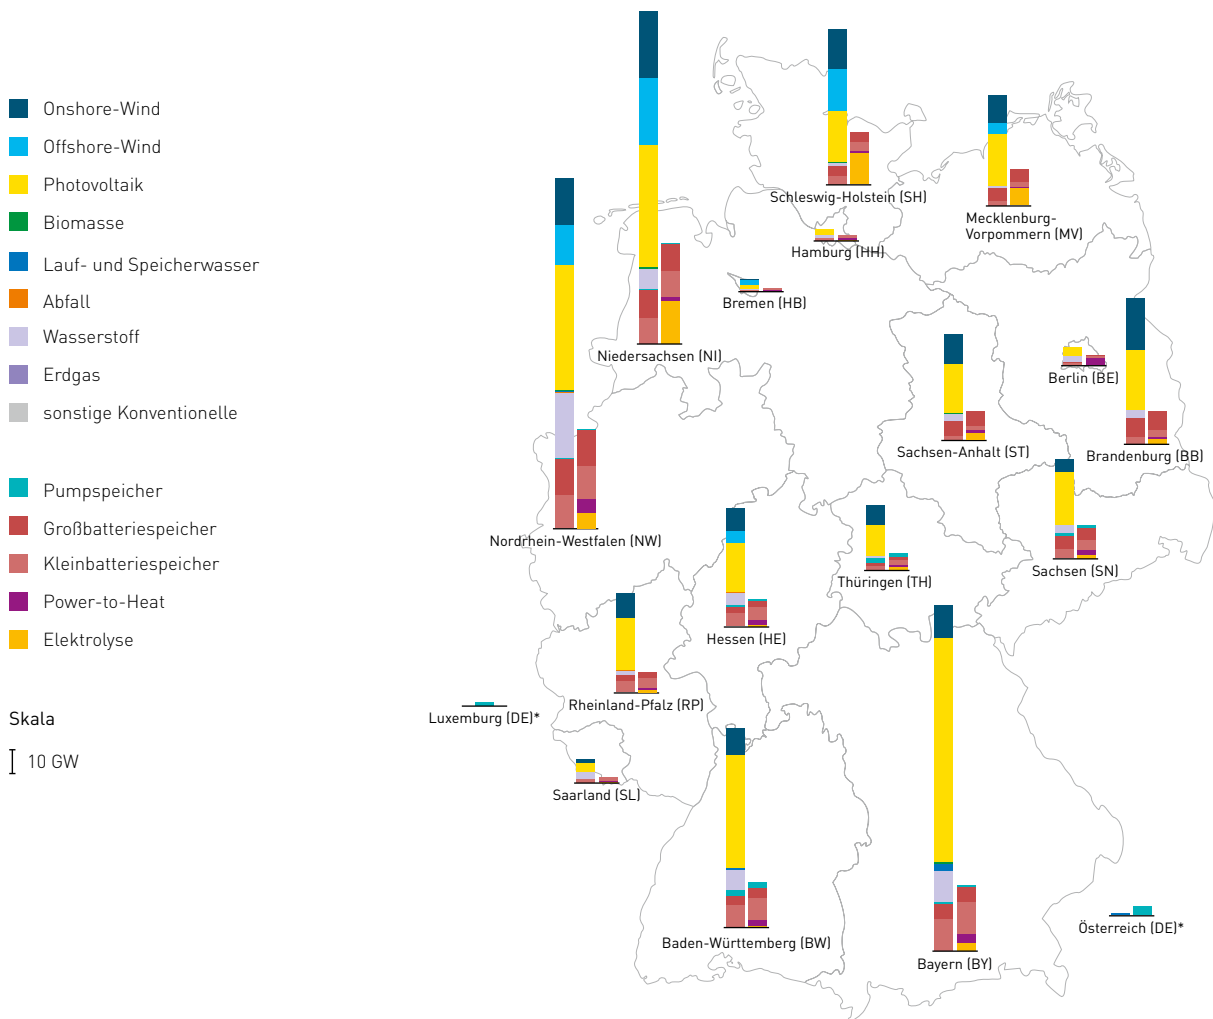 Onshore-Wind
Offshore-Wind
Photovoltaik
Biomasse
Lauf- und Speicherwasser
Abfall
Wasserstoff
Erdgas
sonstige Konventionelle
Pumpspeicher
Großbatteriespeicher
Kleinbatteriespeicher
Power-to-Heat
Elektrolyse
Skala
10 GW
Schleswig-Holstein (SH)
Mecklenburg-
Vorpommern (MV)
Hamburg (HH)
Bremen (HB)
Niedersachsen (NI)
Berlin (BE)
Sachsen-Anhalt (ST)
Brandenburg (BB)
Nordrhein-Westfalen (NW)
Sachsen (SN)
Thüringen (TH)
Hessen (HE)
Rheinland-Pfalz (RP)
Luxemburg (DE)*
Saarland (SL)
Baden-Württemberg (BW)
Bayern (BY)
Österreich (DE)*